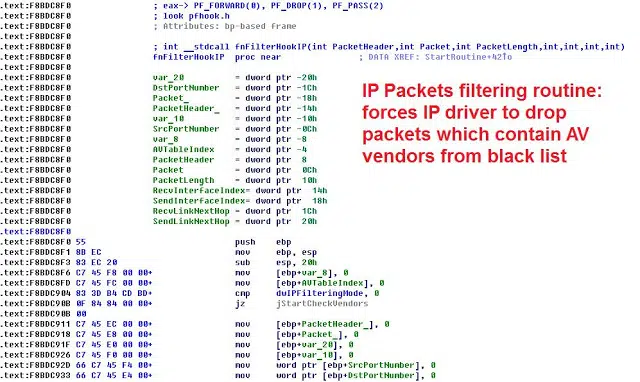 .text:F8BDC8F0 ; eax-> PF_FORWARD(0), PF_DROP(1), PF_PASS(2)
.text:F8BDC8F0 ; look pfhook.h
.text:F8BDC8F0 ; Attributes: bp-based frame
.text:F8BDC8F0
.text:F8BDC8F0 ; int __stdcall fnFilterHookIP(int PacketHeader,int Packet,int PacketLength,int,int,int,int)
.text:F8BDC8F0 fnFilterHookIP proc near ; DATA XREF: StartRoutine+42↑o
.text:F8BDC8F0
.text:F8BDC8F0 var_20 = dword ptr -20h
.text:F8BDC8F0 DstPortNumber = dword ptr -1Ch
.text:F8BDC8F0 Packet_ = dword ptr -18h
.text:F8BDC8F0 PacketHeader_ = dword ptr -14h
.text:F8BDC8F0 var_10 = dword ptr -10h
.text:F8BDC8F0 SrcPortNumber = dword ptr -0Ch
.text:F8BDC8F0 var_8 = dword ptr -8
.text:F8BDC8F0 AVTableIndex = dword ptr -4
.text:F8BDC8F0 PacketHeader = dword ptr 8
.text:F8BDC8F0 Packet = dword ptr 0Ch
.text:F8BDC8F0 PacketLength = dword ptr 10h
.text:F8BDC8F0 RecvInterfaceIndex= dword ptr 14h
.text:F8BDC8F0 SendInterfaceIndex= dword ptr 18h
.text:F8BDC8F0 RecvLinkNextHop = dword ptr 1Ch
.text:F8BDC8F0 SendLinkNextHop = dword ptr 20h
.text:F8BDC8F0
.text:F8BDC8F0 55 push ebp
.text:F8BDC8F1 8B EC mov ebp, esp
.text:F8BDC8F3 83 EC 20 sub esp, 20h
.text:F8BDC8F6 C7 45 F8 00 00+ mov [ebp+var_8], 0
.text:F8BDC8FD C7 45 FC 00 00+ mov [ebp+AVTableIndex], 0
.text:F8BDC904 83 3D B4 CD BD+ cmp dwIPFilteringMode, 0
.text:F8BDC90B 0F 84 84 00 00+ jz jStartCheckVendors
.text:F8BDC90B 00
.text:F8BDC911 C7 45 EC 00 00+ mov [ebp+PacketHeader_], 0
.text:F8BDC918 C7 45 E8 00 00+ mov [ebp+Packet_], 0
.text:F8BDC91F C7 45 E0 00 00+ mov [ebp+var_20], 0
.text:F8BDC926 C7 45 F0 00 00+ mov [ebp+var_10], 0
.text:F8BDC92D 66 C7 45 F4 00+ mov word ptr [ebp+SrcPortNumber], 0
.text:F8BDC933 66 C7 45 E4 00+ mov word ptr [ebp+DstPortNumber], 0
IP Packets filtering routine:
forces IP driver to drop
packets which contain AV
vendors from black list